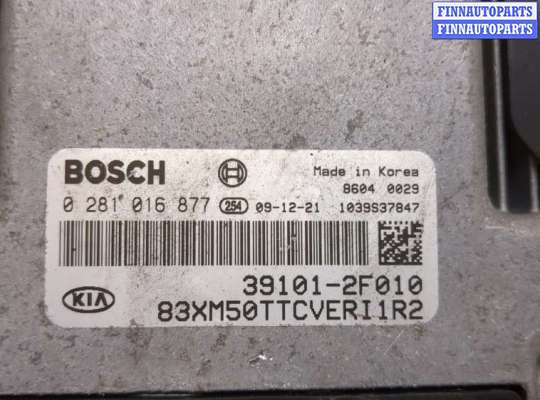 FINNAUTOPARTS
FINNAUTOPARTS
BOSCH
Made in Korea
8604 0029
0 281 016 877 254 09-12-21 1039S37847
39101-2F010
KIA 83XM50TTCVERI1R2